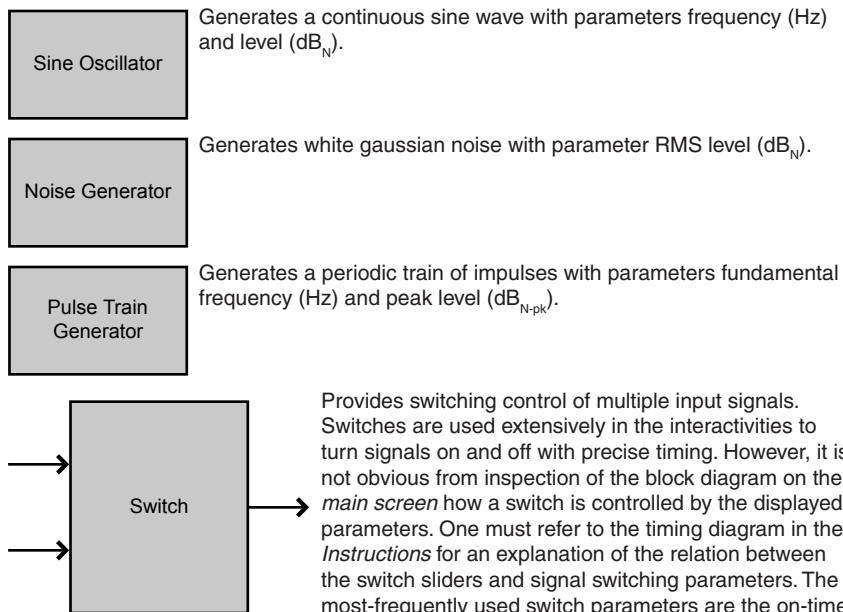 Sine Oscillator
Generates a continuous sine wave with parameters frequency (Hz)
and level (dBN).
Noise Generator
Generates white gaussian noise with parameter RMS level (dBN).
Pulse Train
Generator
Generates a periodic train of impulses with parameters fundamental
frequency (Hz) and peak level (dBN-pk).
Switch
Provides switching control of multiple input signals.
Switches are used extensively in the interactivities to
turn signals on and off with precise timing. However, it is
not obvious from inspection of the block diagram on the
main screen how a switch is controlled by the displayed
parameters. One must refer to the timing diagram in the
Instructions for an explanation of the relation between
the switch sliders and signal switching parameters. The
most-frequently used switch parameters are the on-time